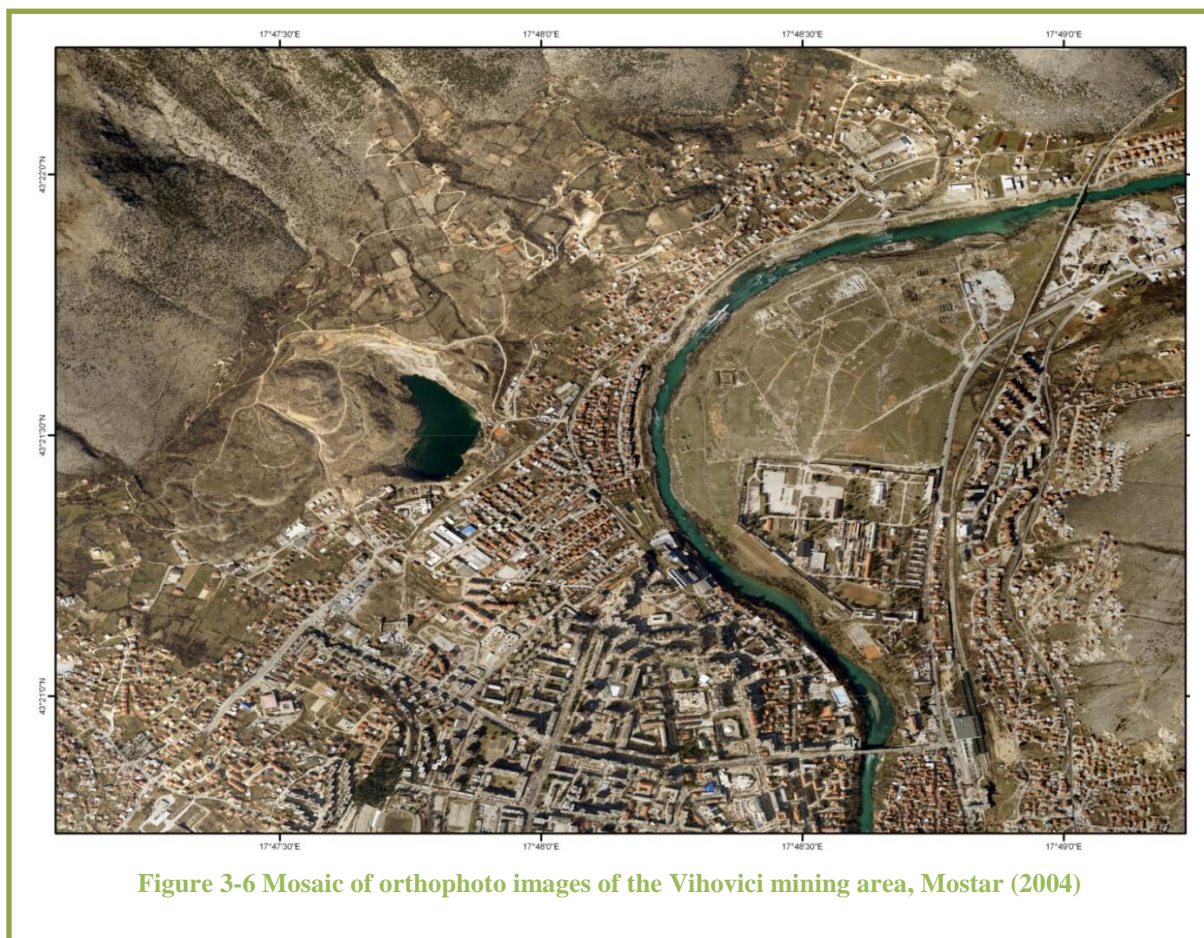 17°47'30"E 17°48'0"E 17°48'30"E 17°49'0"E
43°22'0"N
43°21'30"N
43°21'0"N
17°47'30"E 17°48'0"E 17°48'30"E 17°49'0"E
Figure 3-6 Mosaic of orthophoto images of the Vihovici mining area, Mostar (2004)